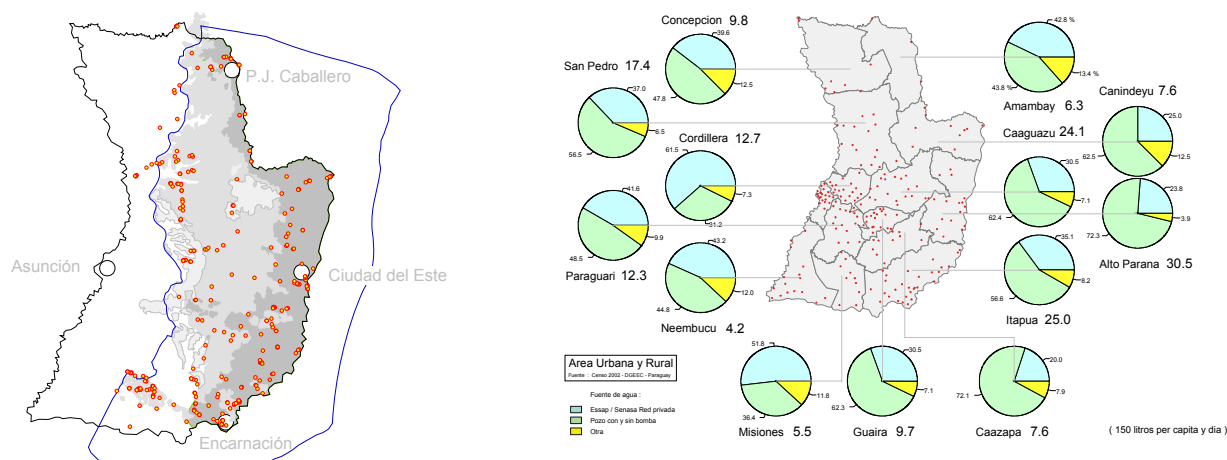 P.J. Caballero
Asunción
Ciudad del Este
Encarnación
Concepcion 9.8
39.6
12.5
47.8
San Pedro 17.4
37.0
6.5
56.5
Cordillera 12.7
61.5
7.3
31.2
41.6
9.9
48.5
Paraguari 12.3
43.2
12.0
44.8
Neembucu 4.2
42.8 %
13.4 %
43.8 %
Amambay 6.3
Canindeyu 7.6
25.0
12.5
62.5
Caaguazu 24.1
30.5
7.1
62.4
23.8
3.9
72.3
Alto Parana 30.5
35.1
8.2
56.6
Itapua 25.0
Area Urbana y Rural
Fuente : Censo 2002 - DGEEC - Paraguay
Fuente de agua :
Essap / Senasa Red privada
Pozo con y sin bomba
Otra
51.8
11.8
36.4
Misiones 5.5
30.5
7.1
62.3
Guaira 9.7
20.0
7.9
72.1
Caazapa 7.6
( 150 litros per capita y dia )